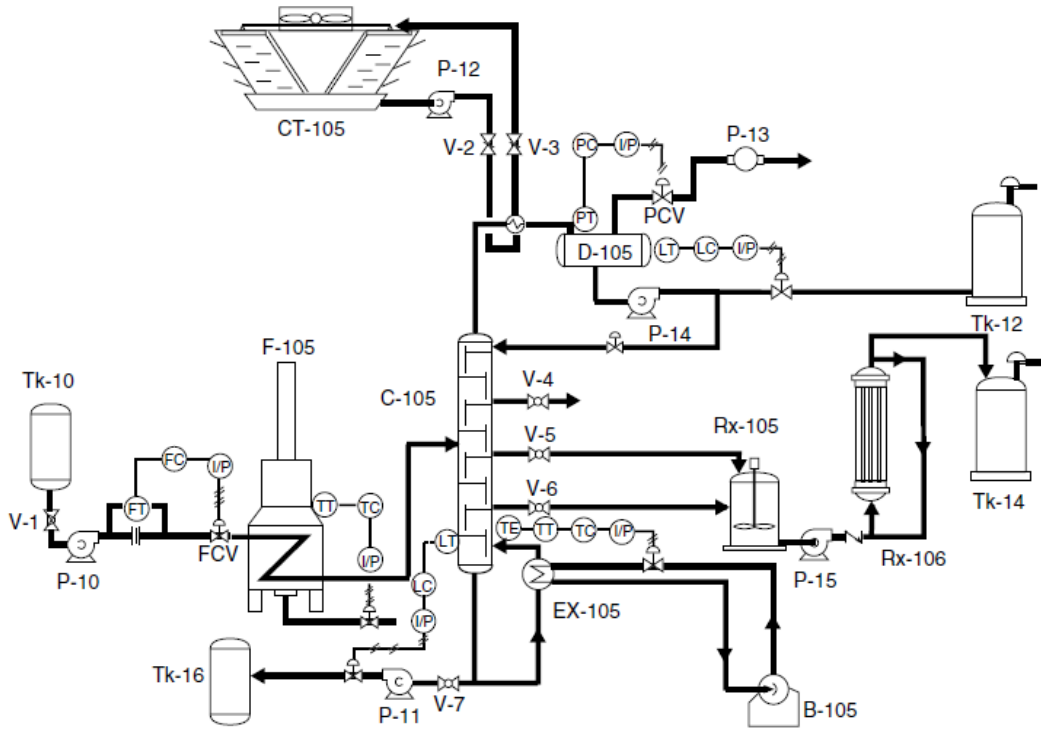 P-12
CT-105
V-2
V-3
PC
I/P
P-13
PT
PCV
D-105
LT
LC
I/P
P-14
Tk-12
F-105
Tk-10
C-105
V-4
V-5
Rx-105
FC
I/P
FT
V-6
Tk-14
V-1
TT
TC
TE
TT
TC
I/P
P-10
FCV
I/P
LT
P-15
Rx-106
LC
EX-105
I/P
Tk-16
C
P-11
V-7
B-105